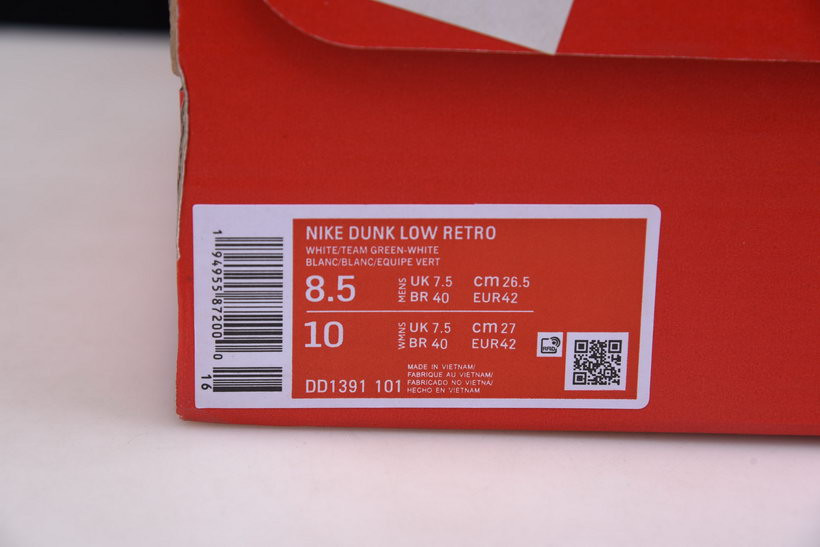 NIKE DUNK LOW RETRO
WHITE/TEAM GREEN-WHITE
BLANC/BLANC/EQUIPE VERT
8.5 MENS UK 7.5 cm 26.5
BR 40 EUR42
10 WMNS UK 7.5 cm 27
BR 40 EUR42
DD1391 101
MADE IN VIETNAM/
FABRIQUE AU VIETNAM/
FABRICADO NO VIETNA/
HECHO EN VIETNAM
RFID
1 94955 87200 0
16